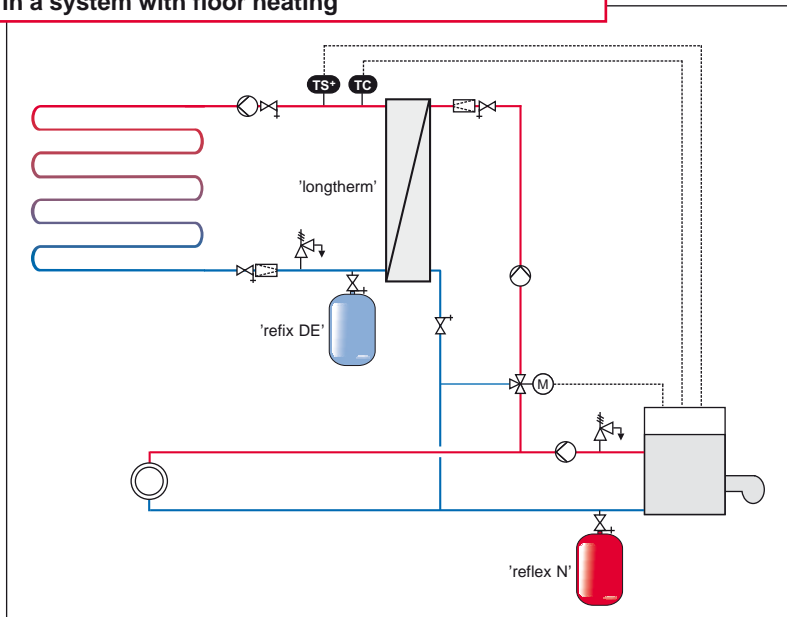 in a system with floor heating
TS+ TC
'longtherm'
'refix DE'
M
'reflex N'